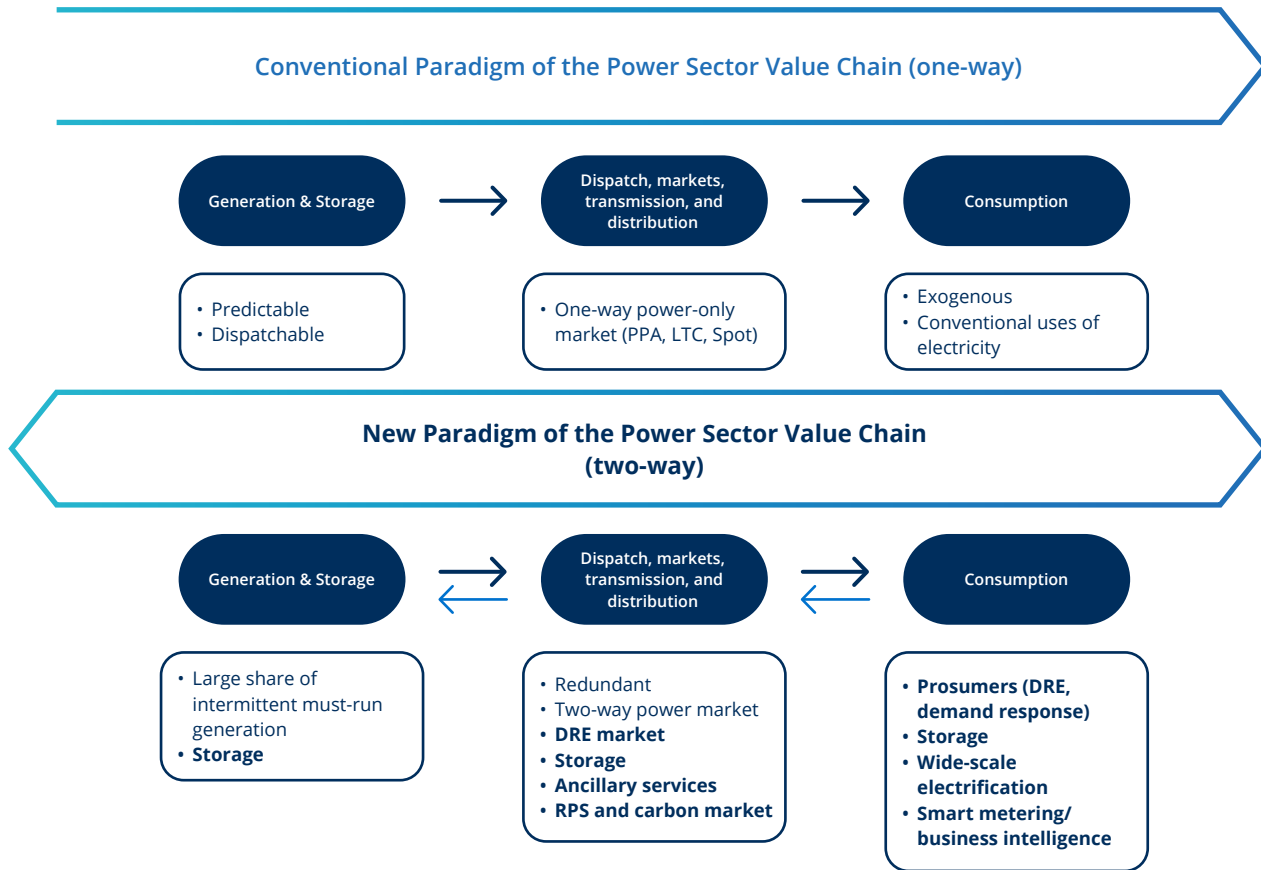 Conventional Paradigm of the Power Sector Value Chain (one-way)
Generation & Storage
Dispatch, markets,
transmission, and
distribution
Consumption
• Predictable
• Dispatchable
• One-way power-only
market (PPA, LTC, Spot)
• Exogenous
• Conventional uses of
electricity
New Paradigm of the Power Sector Value Chain
(two-way)
Generation & Storage
Dispatch, markets,
transmission, and
distribution
Consumption
• Large share of
intermittent must-run
generation
• Storage
• Redundant
• Two-way power market
• DRE market
• Storage
• Ancillary services
• RPS and carbon market
• Prosumers (DRE,
demand response)
• Storage
• Wide-scale
electrification
• Smart metering/
business intelligence